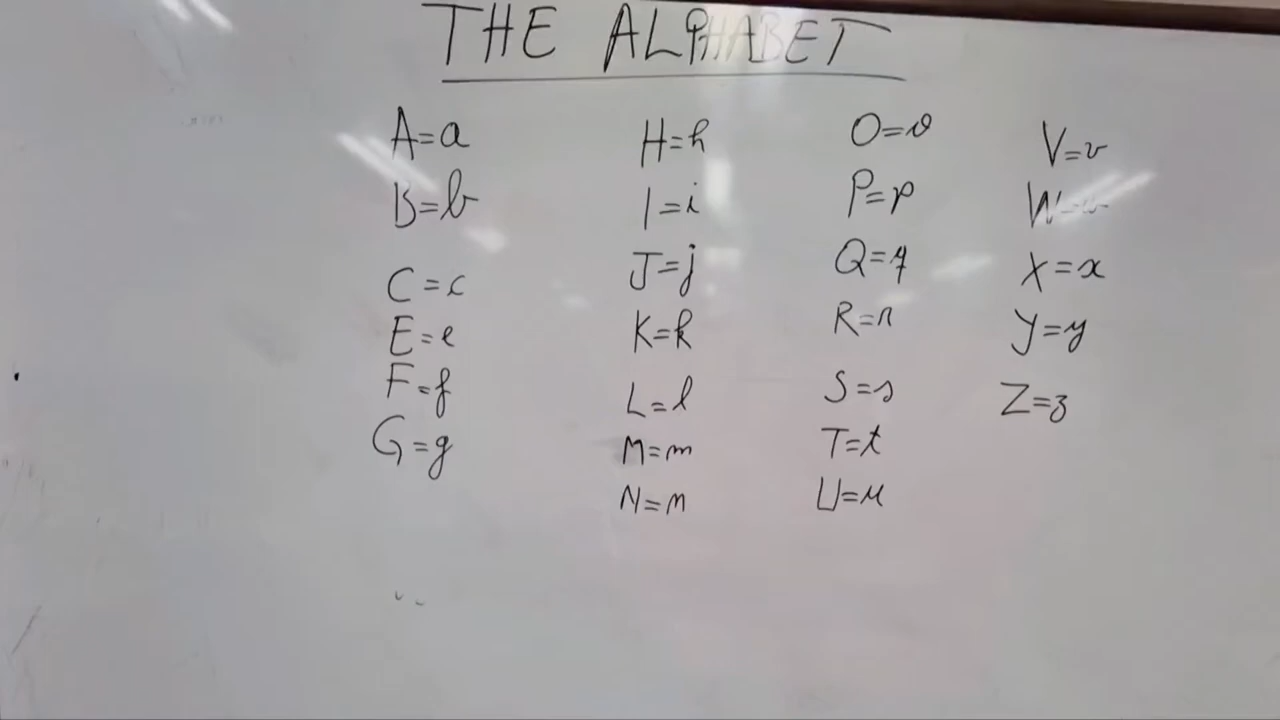 THE ALPHABET
A=a
B=b
C=c
E=e
F=f
G=g
H=h
I=i
J=j
K=k
L=l
M=m
N=n
O=o
P=p
Q=q
R=r
S=s
T=t
U=u
V=v
W=w
X=x
Y=y
Z=z